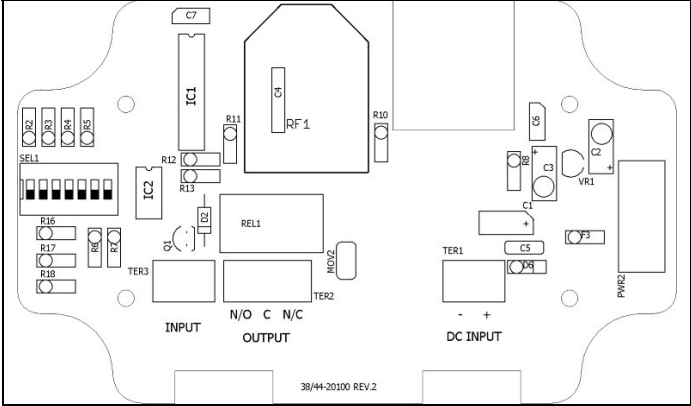 C7
IC1
C4
RF1
R11
R10
C6
C2
R2
R3
R4
R5
R12
R13
R8
C3
VR1
SEL1
IC2
D2
REL1
C1
R16
R6
R7
Q1
F3
R17
MOV2
TER1
C5
R18
TER3
TER2
D6
PWR2
N/O C N/C
- +
INPUT
OUTPUT
DC INPUT
38/44-20100 REV.2